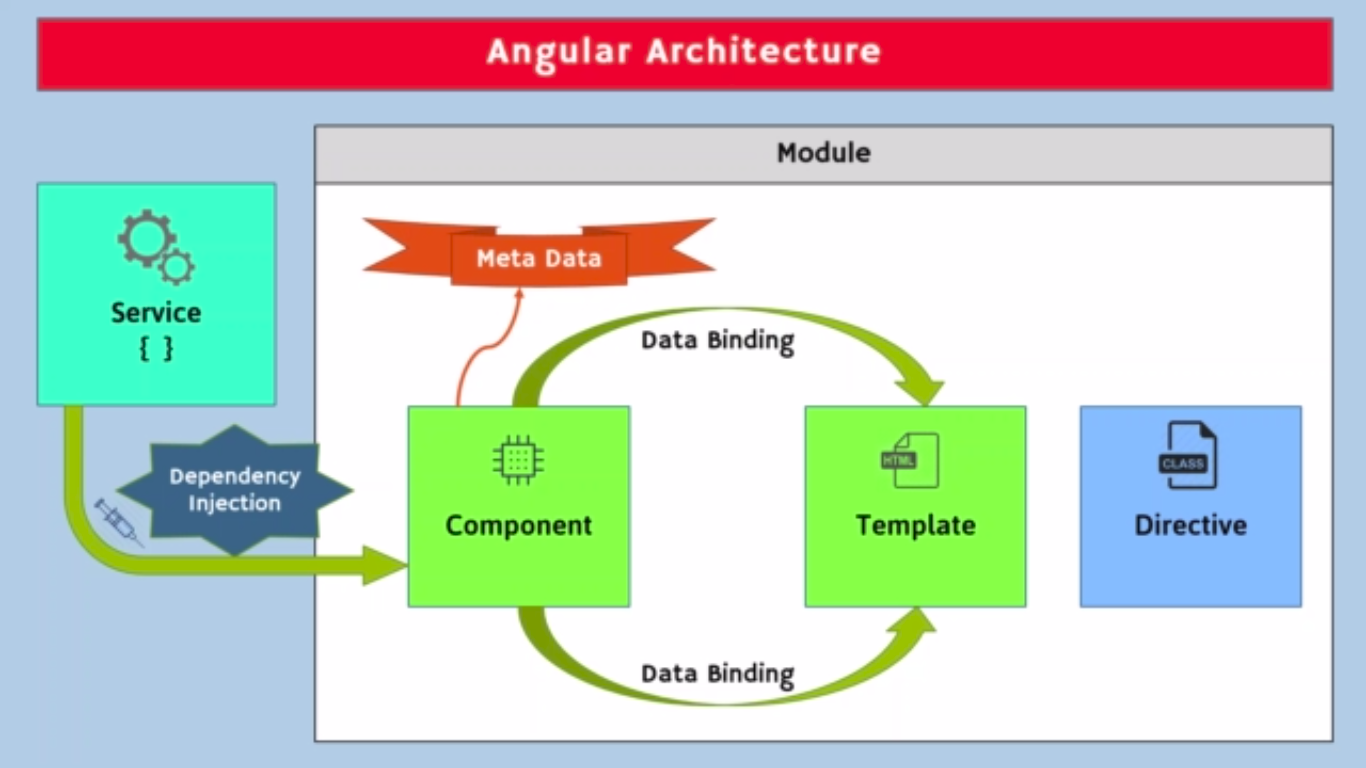 Angular Architecture
Module
Service
{ }
Meta Data
Data Binding
Dependency
Injection
Component
HTML
Template
CLASS
Directive
Data Binding